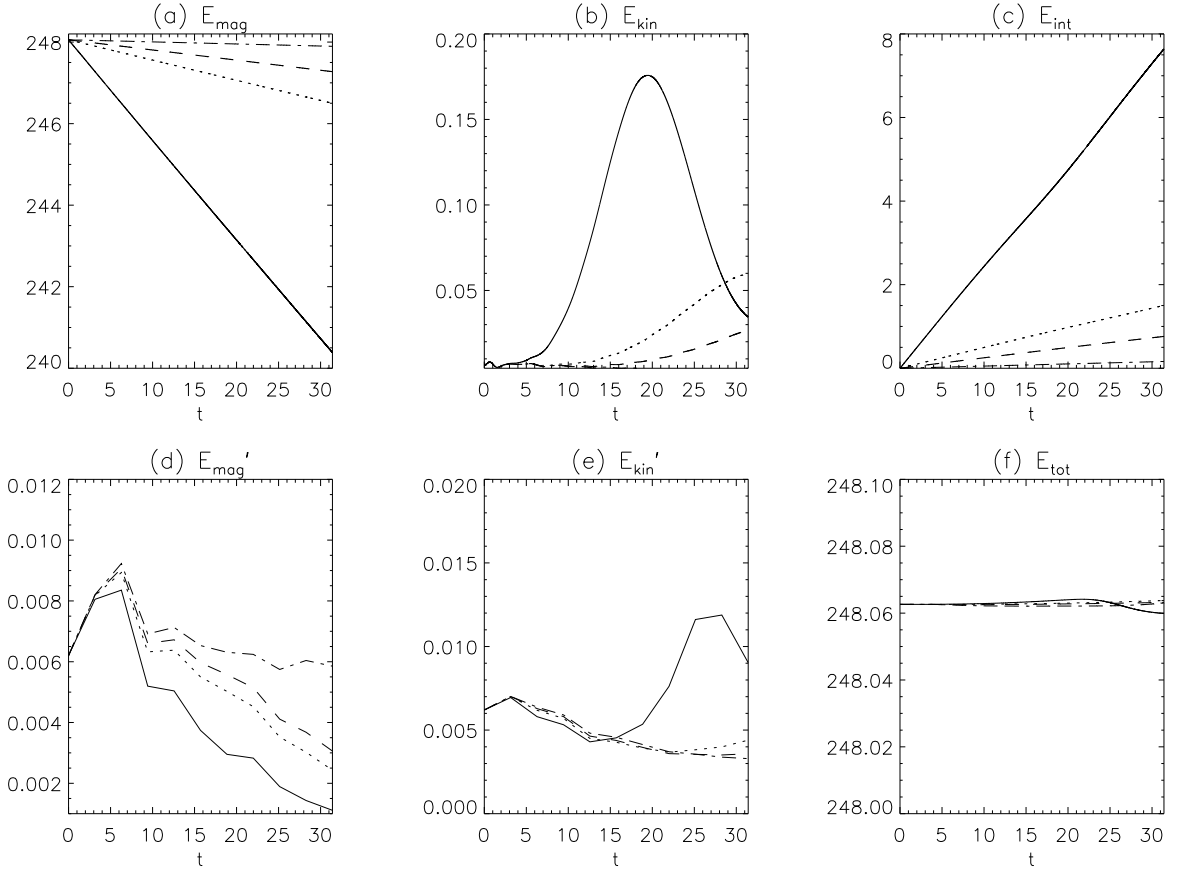 (a) E_mag
(b) E_kin
(c) E_int
248
246
244
242
240
0 5 10 15 20 25 30
t
0.20
0.15
0.10
0.05
0 5 10 15 20 25 30
t
8
6
4
2
0
0 5 10 15 20 25 30
t
(d) E_mag'
(e) E_kin'
(f) E_tot
0.012
0.010
0.008
0.006
0.004
0.002
0 5 10 15 20 25 30
t
0.020
0.015
0.010
0.005
0.000
0 5 10 15 20 25 30
t
248.10
248.08
248.06
248.04
248.02
248.00
0 5 10 15 20 25 30
t